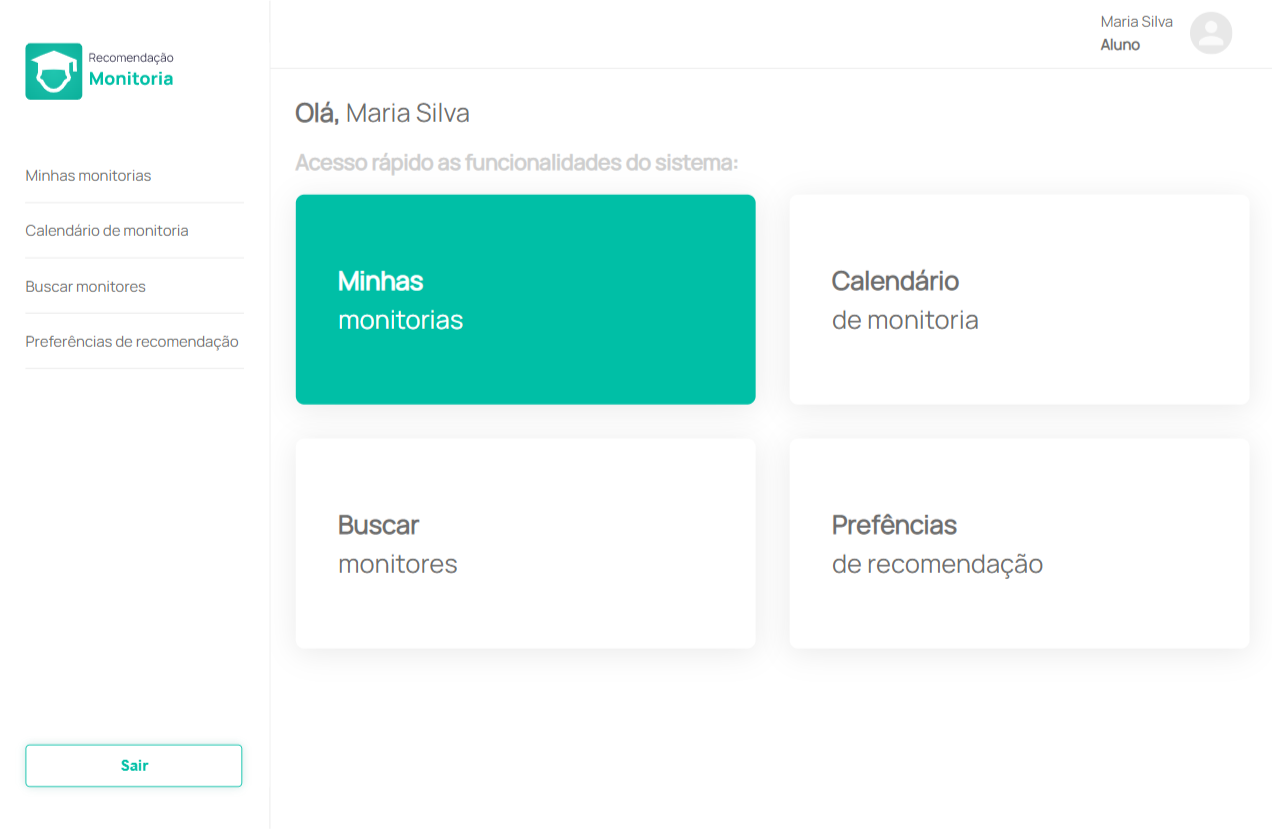 Recomendação
Monitoria
Minhas monitorias
Calendário de monitoria
Buscar monitores
Preferências de recomendação
Sair
Maria Silva
Aluno
Olá, Maria Silva
Acesso rápido as funcionalidades do sistema:
Minhas
monitorias
Calendário
de monitoria
Buscar
monitores
Prefências
de recomendação